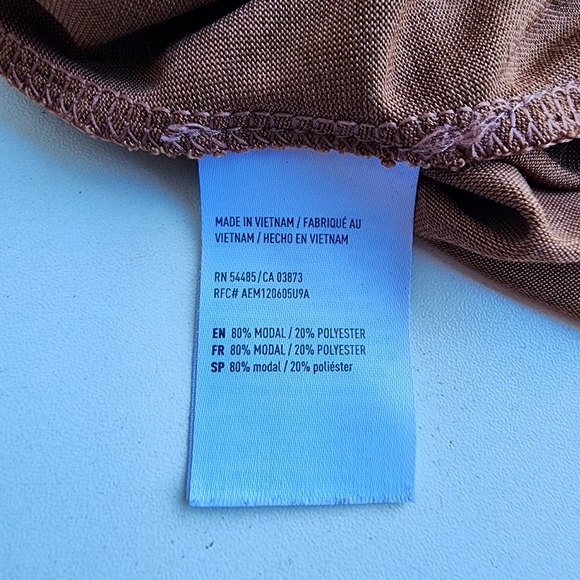 MADE IN VIETNAM / FABRIQUÉ AU
VIETNAM / HECHO EN VIETNAM
RN 54485/CA 03873
RFC# AEM120605U9A
EN 80% MODAL / 20% POLYESTER
FR 80% MODAL / 20% POLYESTER
SP 80% modal / 20% poliéster